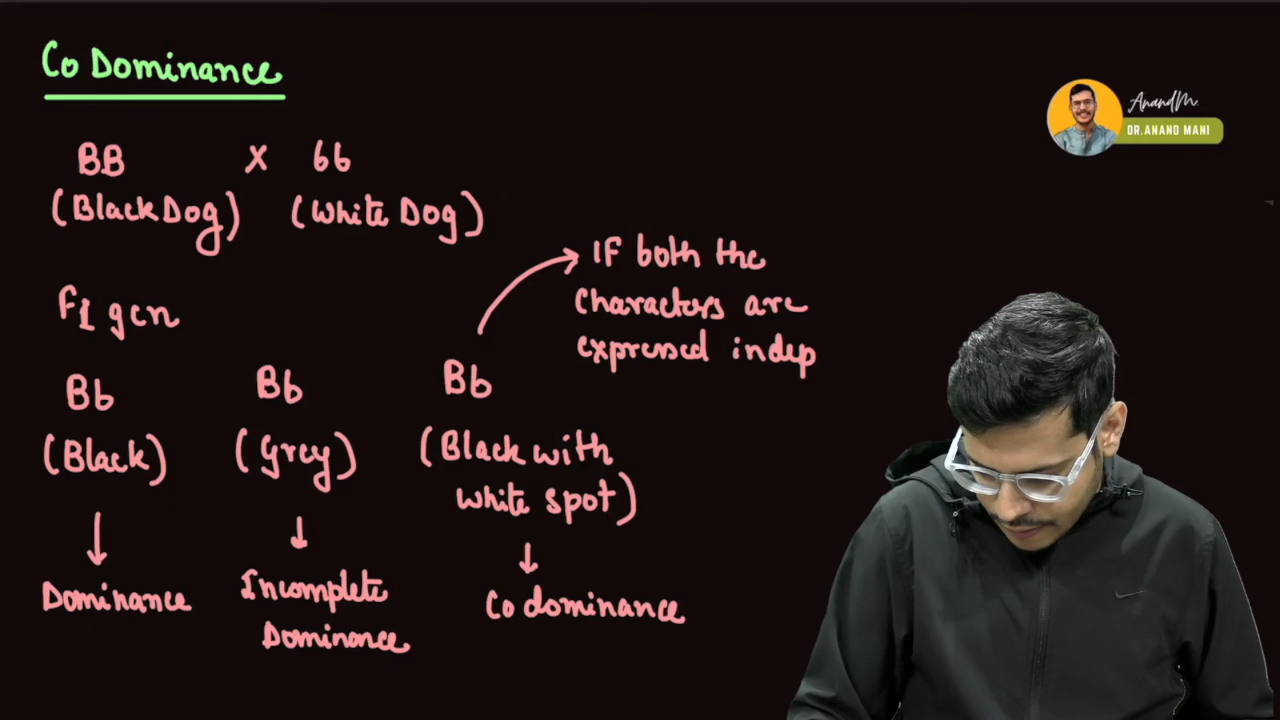 Co Dominance
BB X bb
(Black Dog) (White Dog)
IF both the
characters are
expressed indep
F1 gen
Bb Bb Bb
(Black) (Grey) (Black with
white spot)
Dominance Incomplete Co dominance
Dominance
AnandM.
DR.ANAND MANI